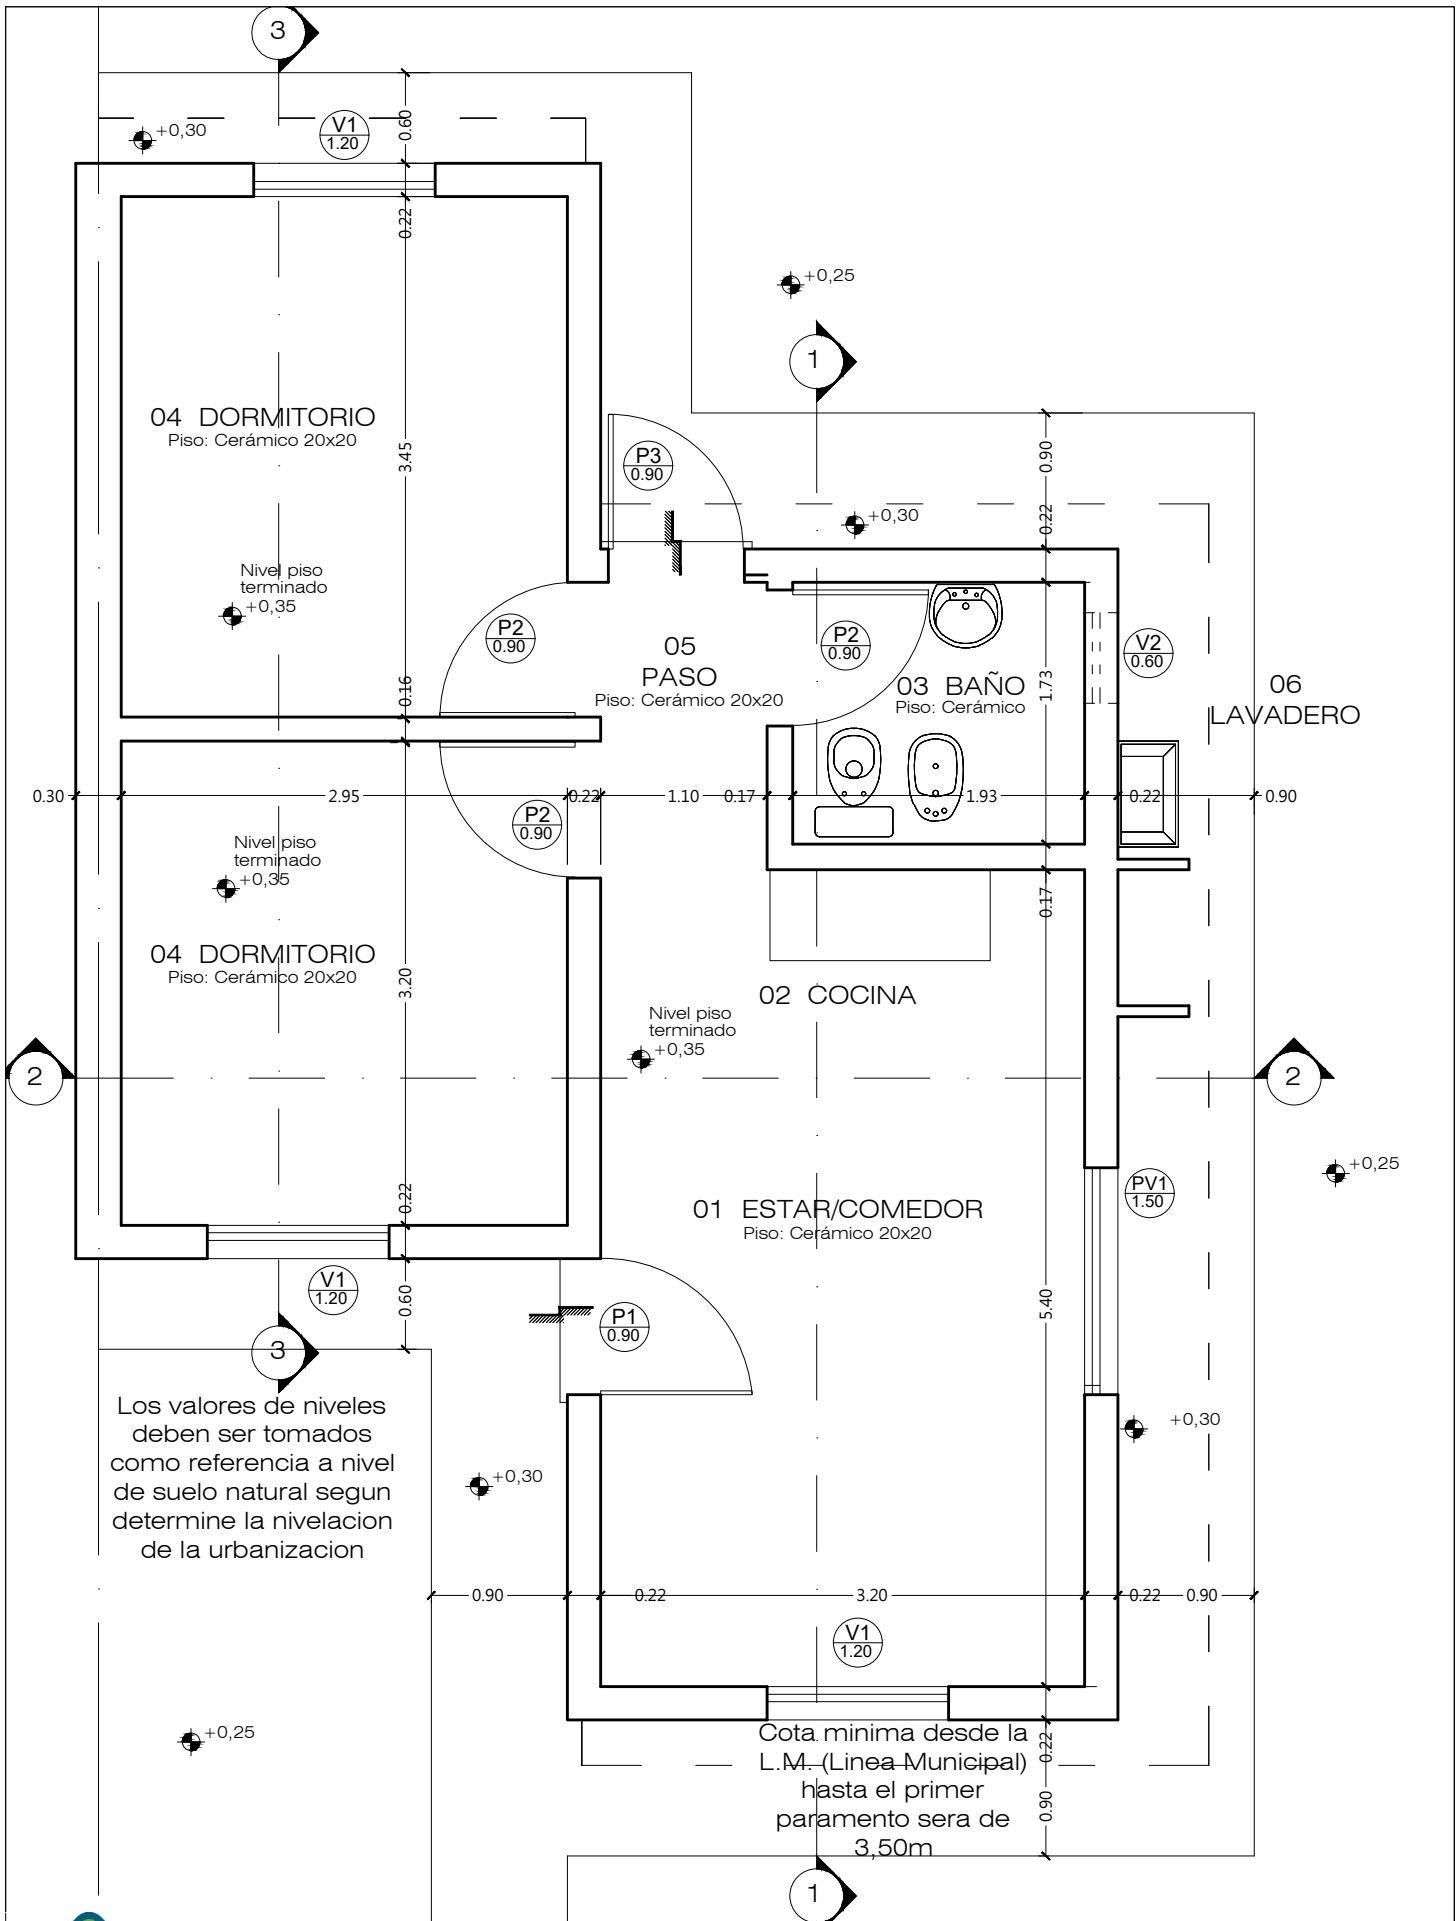 3
+0,30
V1
1.20
0.60
0.22
+0,25
1
04 DORMITORIO
Piso: Cerámico 20x20
3.45
P3
0.90
0.90
0.22
+0,30
Nivel piso
terminado
+0,35
P2
0.90
05
PASO
Piso: Cerámico 20x20
P2
0.90
03 BAÑO
Piso: Cerámico
1.73
V2
0.60
06
LAVADERO
0.16
0.30
2.95
0.22
1.10
0.17
1.93
0.22
0.90
P2
0.90
Nivel piso
terminado
+0,35
0.17
04 DORMITORIO
Piso: Cerámico 20x20
3.20
02 COCINA
Nivel piso
terminado
+0,35
2
2
+0,25
PV1
1.50
01 ESTAR/COMEDOR
Piso: Cerámico 20x20
0.22
V1
1.20
0.60
P1
0.90
5.40
3
Los valores de niveles
deben ser tomados
como referencia a nivel
de suelo natural segun
determine la nivelacion
de la urbanizacion
+0,30
+0,30
0.90
0.22
3.20
0.22
0.90
V1
1.20
+0,25
Cota minima desde la
L.M. (Linea Municipal)
hasta el primer
paramento sera de
3,50m
0.22
0.90
1